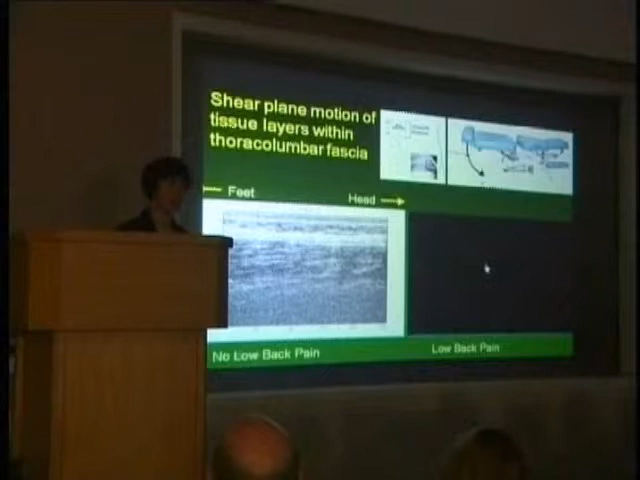 Shear plane motion of
tissue layers within
thoracolumbar fascia
Feet
Head
No Low Back Pain
Low Back Pain